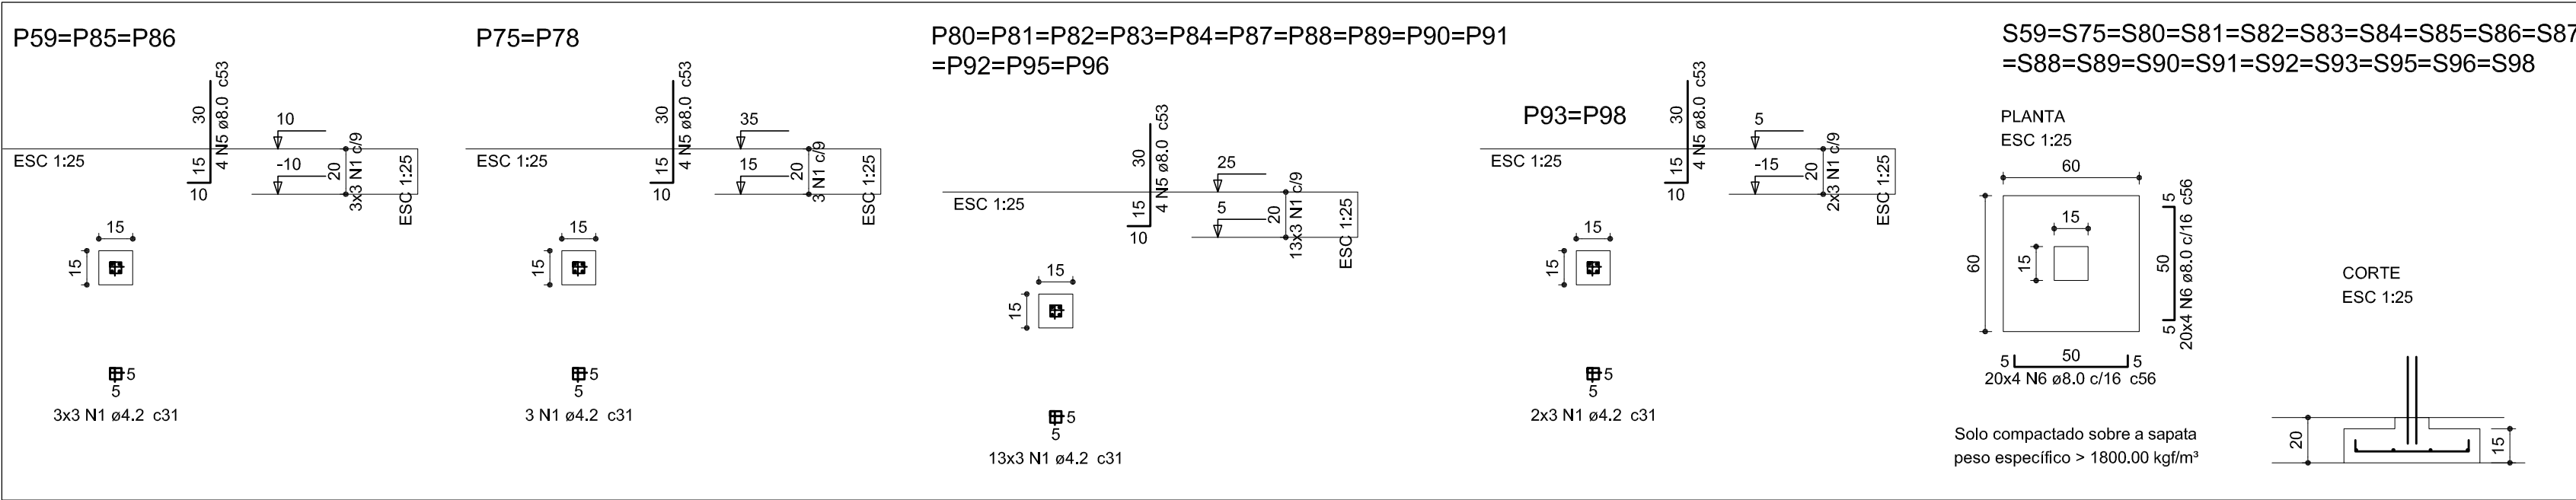 P59=P85=P86
30
4 N5 ø8.0 c53
15
10
10
-10
20
3x3 N1 c/9
ESC 1:25
ESC 1:25
15
15
5
5
3x3 N1 ø4.2 c31
P75=P78
30
4 N5 ø8.0 c53
15
10
35
15
20
3 N1 c/9
ESC 1:25
ESC 1:25
15
15
5
5
3 N1 ø4.2 c31
P80=P81=P82=P83=P84=P87=P88=P89=P90=P91
=P92=P95=P96
30
4 N5 ø8.0 c53
15
10
25
5
20
13x3 N1 c/9
ESC 1:25
ESC 1:25
15
15
5
5
13x3 N1 ø4.2 c31
P93=P98
30
4 N5 ø8.0 c53
15
10
5
-15
20
2x3 N1 c/9
ESC 1:25
ESC 1:25
15
15
5
5
2x3 N1 ø4.2 c31
S59=S75=S80=S81=S82=S83=S84=S85=S86=S87
=S88=S89=S90=S91=S92=S93=S95=S96=S98
PLANTA
ESC 1:25
60
60
15
15
5
50
5
20x4 N6 ø8.0 c/16 c56
5
50
5
20x4 N6 ø8.0 c/16 c56
Solo compactado sobre a sapata
peso específico > 1800.00 kgf/m³
CORTE
ESC 1:25
20
15